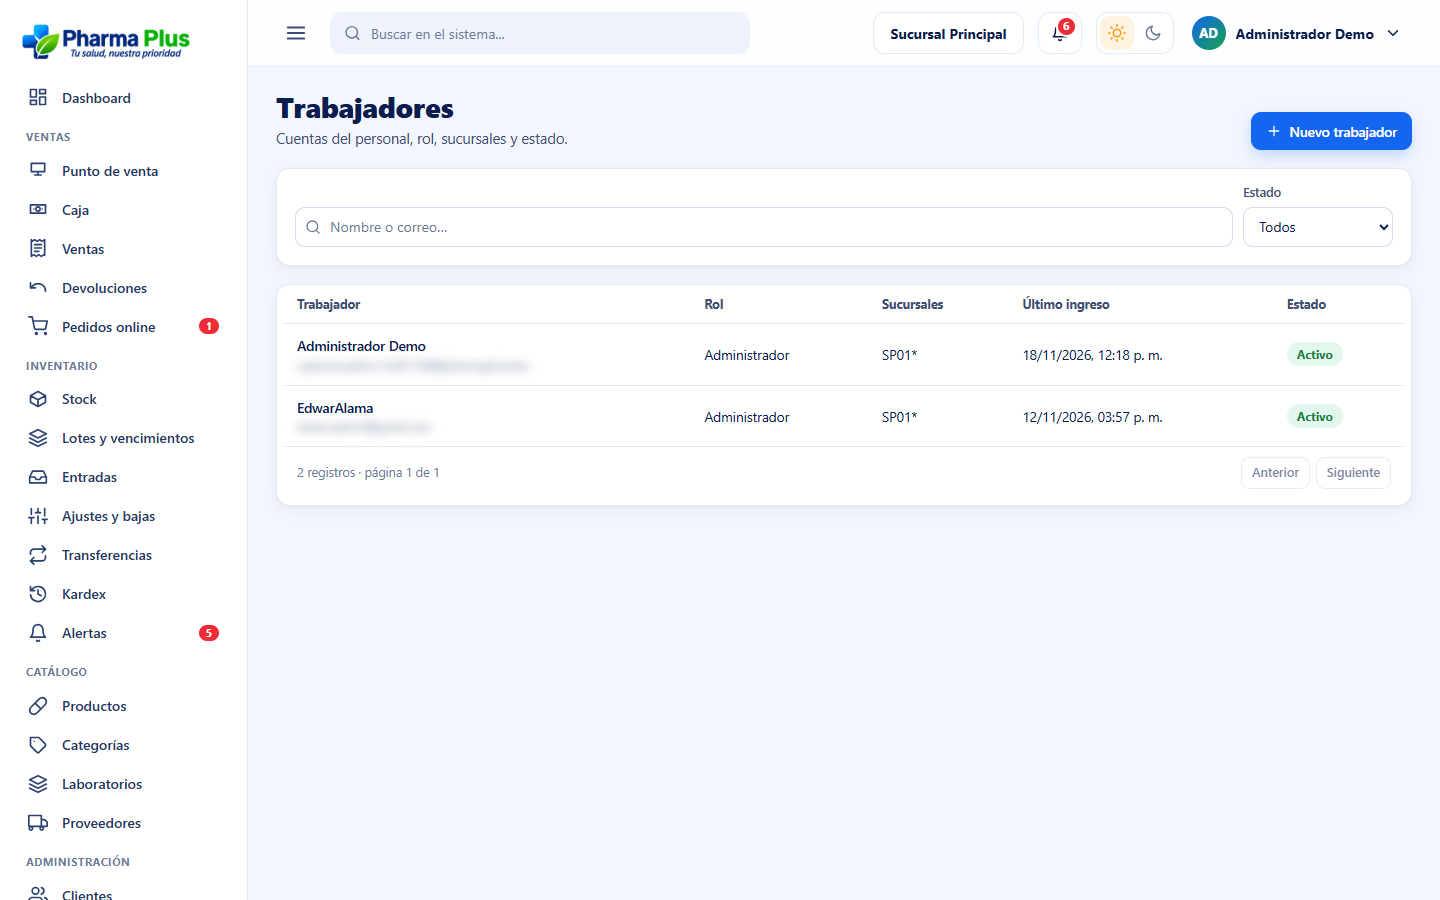 Pharma Plus
Tu salud, nuestra prioridad
Buscar en el sistema...
Sucursal Principal
6
AD
Administrador Demo
Dashboard
VENTAS
Punto de venta
Caja
Ventas
Devoluciones
Pedidos online
1
INVENTARIO
Stock
Lotes y vencimientos
Entradas
Ajustes y bajas
Transferencias
Kardex
Alertas
5
CATÁLOGO
Productos
Categorías
Laboratorios
Proveedores
ADMINISTRACIÓN
Clientes
Trabajadores
Cuentas del personal, rol, sucursales y estado.
+ Nuevo trabajador
Estado
Nombre o correo...
Todos
Trabajador Rol Sucursales Último ingreso Estado
Administrador Demo Administrador SP01* 18/11/2026, 12:18 p. m. Activo
EdwarAlama Administrador SP01* 12/11/2026, 03:57 p. m. Activo
2 registros · página 1 de 1
Anterior Siguiente